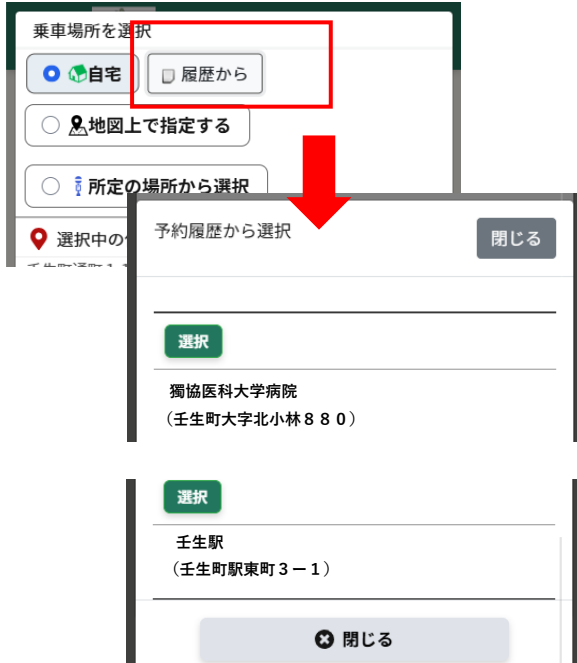 乗車場所を選択
自宅
履歴から
地図上で指定する
所定の場所から選択
選択中の
予約履歴から選択
閉じる
選択
獨協医科大学病院
（壬生町大字北小林８８０）
選択
壬生駅
（壬生町駅東町３－１）
閉じる